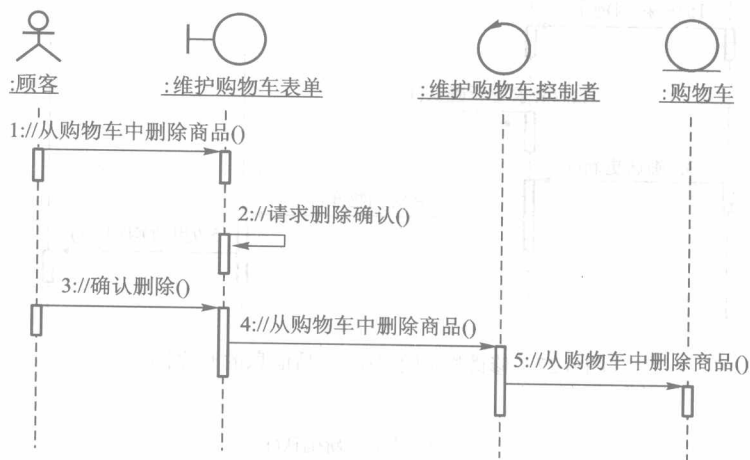 :顾客
:维护购物车表单
:维护购物车控制者
:购物车
1://从购物车中删除商品()
2://请求删除确认()
3://确认删除()
4://从购物车中删除商品()
5://从购物车中删除商品()